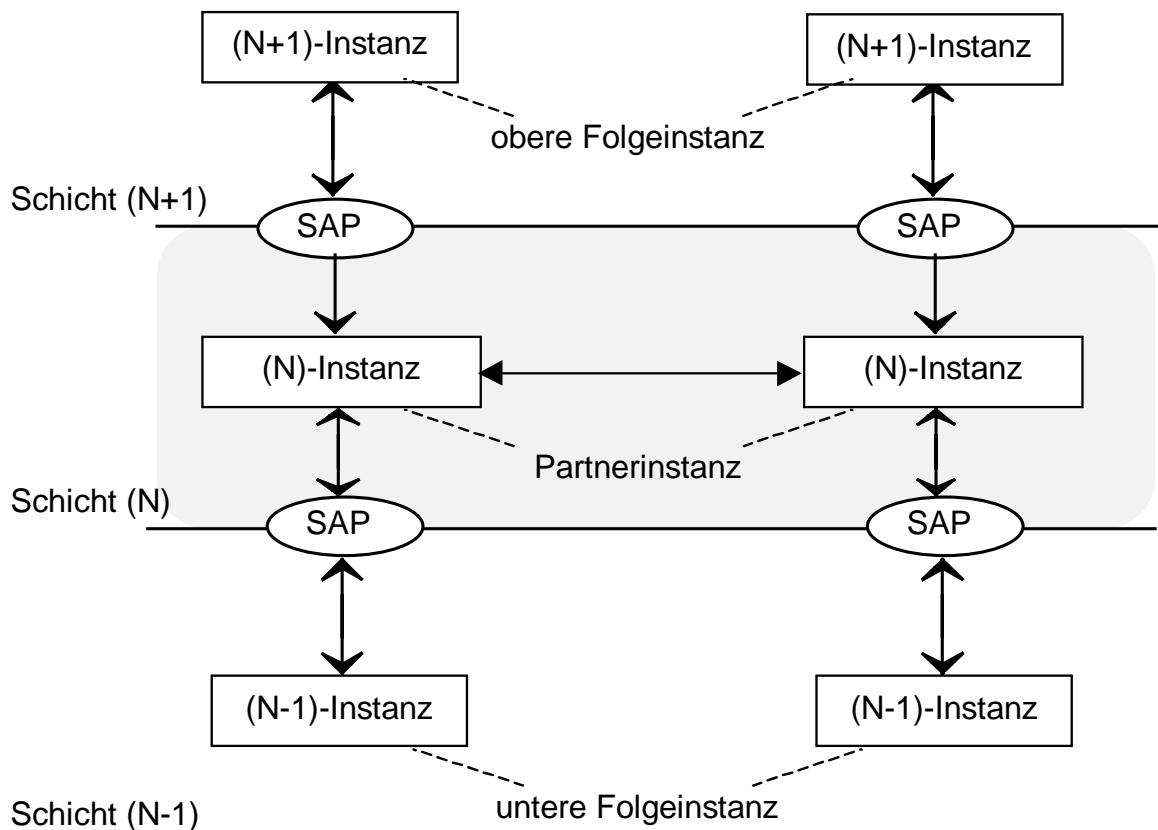 (N+1)-Instanz
(N+1)-Instanz
obere Folgeinstanz
Schicht (N+1)
SAP
SAP
(N)-Instanz
(N)-Instanz
Partnerinstanz
Schicht (N)
SAP
SAP
(N-1)-Instanz
(N-1)-Instanz
untere Folgeinstanz
Schicht (N-1)